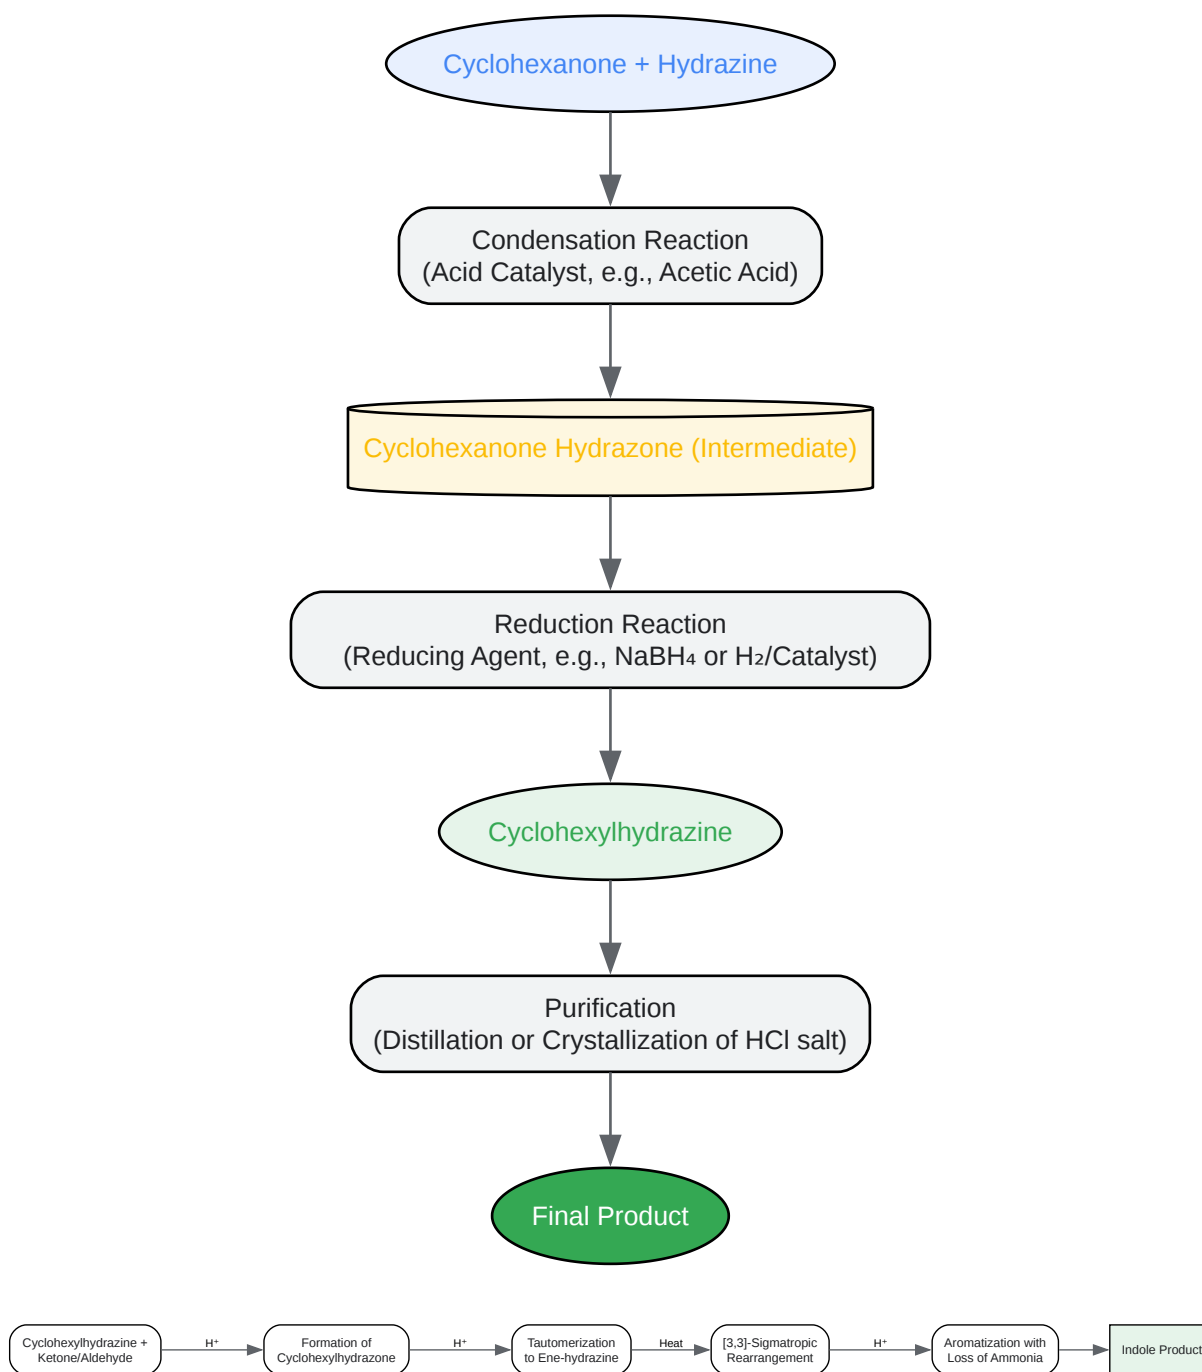 Cyclohexanone + Hydrazine
Condensation Reaction
(Acid Catalyst, e.g., Acetic Acid)
Cyclohexanone Hydrazone (Intermediate)
Reduction Reaction
(Reducing Agent, e.g., NaBH₄ or H₂/Catalyst)
Cyclohexylhydrazine
Purification
(Distillation or Crystallization of HCl salt)
Final Product
Cyclohexylhydrazine +
Ketone/Aldehyde
H⁺
Formation of
Cyclohexylhydrazone
H⁺
Tautomerization
to Ene-hydrazine
Heat
[3,3]-Sigmatropic
Rearrangement
H⁺
Aromatization with
Loss of Ammonia
Indole Product